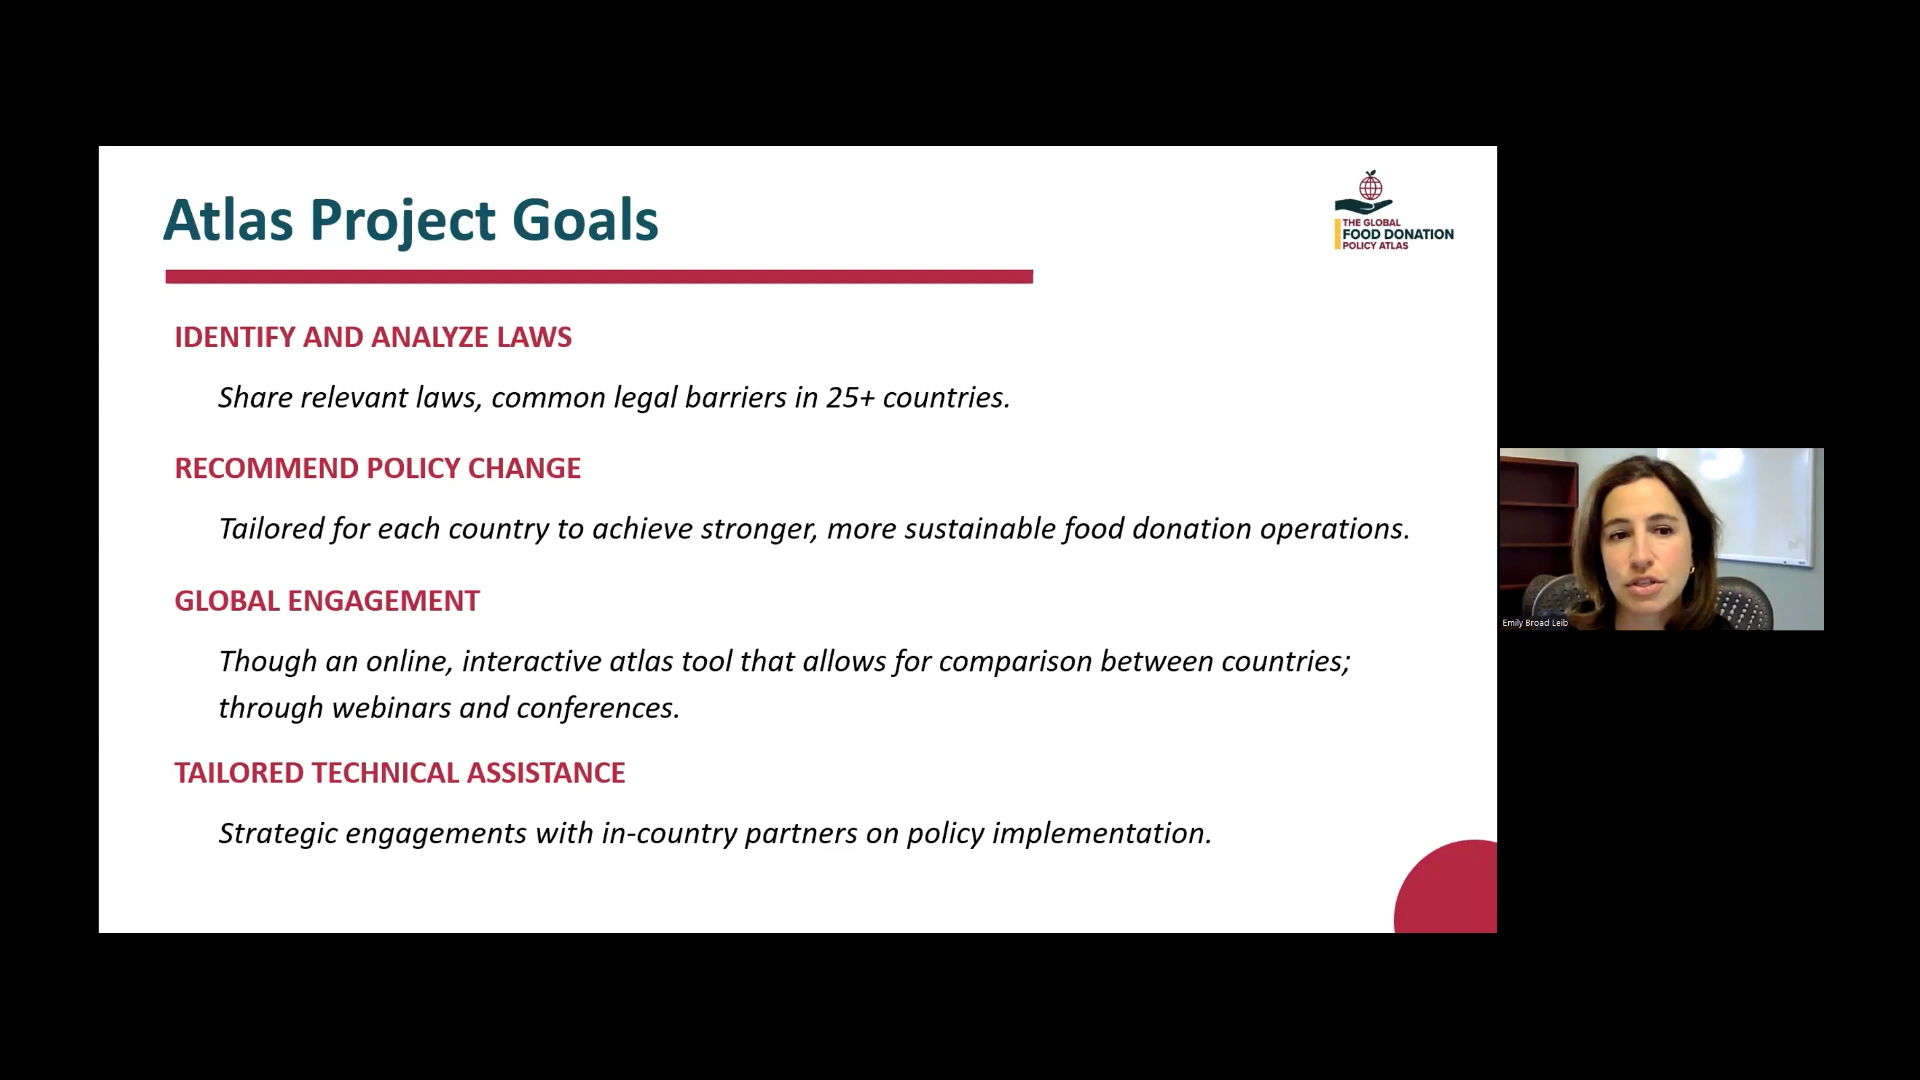 Atlas Project Goals
THE GLOBAL
FOOD DONATION
POLICY ATLAS
IDENTIFY AND ANALYZE LAWS
Share relevant laws, common legal barriers in 25+ countries.
RECOMMEND POLICY CHANGE
Tailored for each country to achieve stronger, more sustainable food donation operations.
GLOBAL ENGAGEMENT
Though an online, interactive atlas tool that allows for comparison between countries;
through webinars and conferences.
TAILORED TECHNICAL ASSISTANCE
Strategic engagements with in-country partners on policy implementation.
Emily Broad Leib